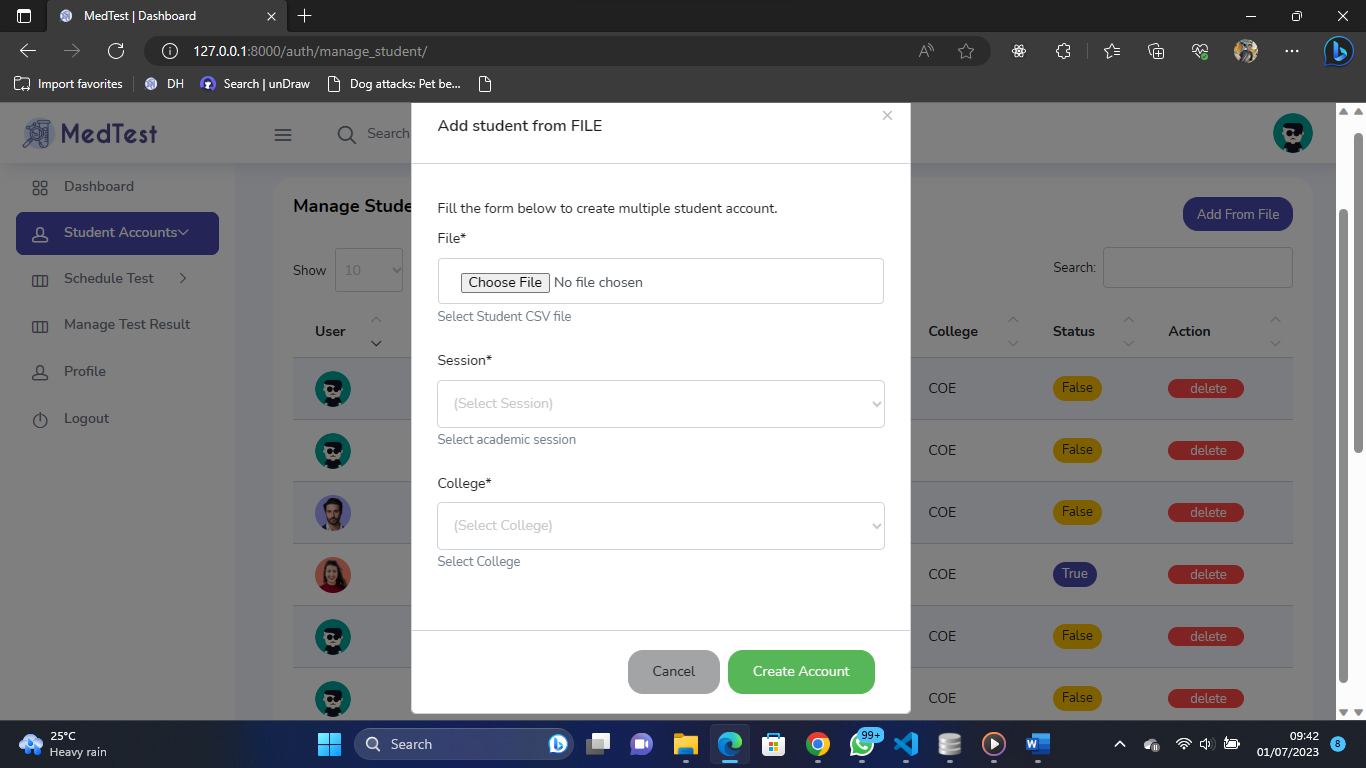 MedTest | Dashboard
127.0.0.1:8000/auth/manage_student/
Import favorites
DH
Search | unDraw
Dog attacks: Pet be...
MedTest
Search
Dashboard
Student Accounts
Schedule Test
Manage Test Result
Profile
Logout
Manage Stude
Add From File
Show 10
Search:
User
College
Status
Action
COE False delete
COE False delete
COE False delete
COE True delete
COE False delete
COE False delete
Add student from FILE
Fill the form below to create multiple student account.
File*
Choose File No file chosen
Select Student CSV file
Session*
(Select Session)
Select academic session
College*
(Select College)
Select College
Cancel
Create Account
25°C
Heavy rain
Search
99+
09:42
01/07/2023
8